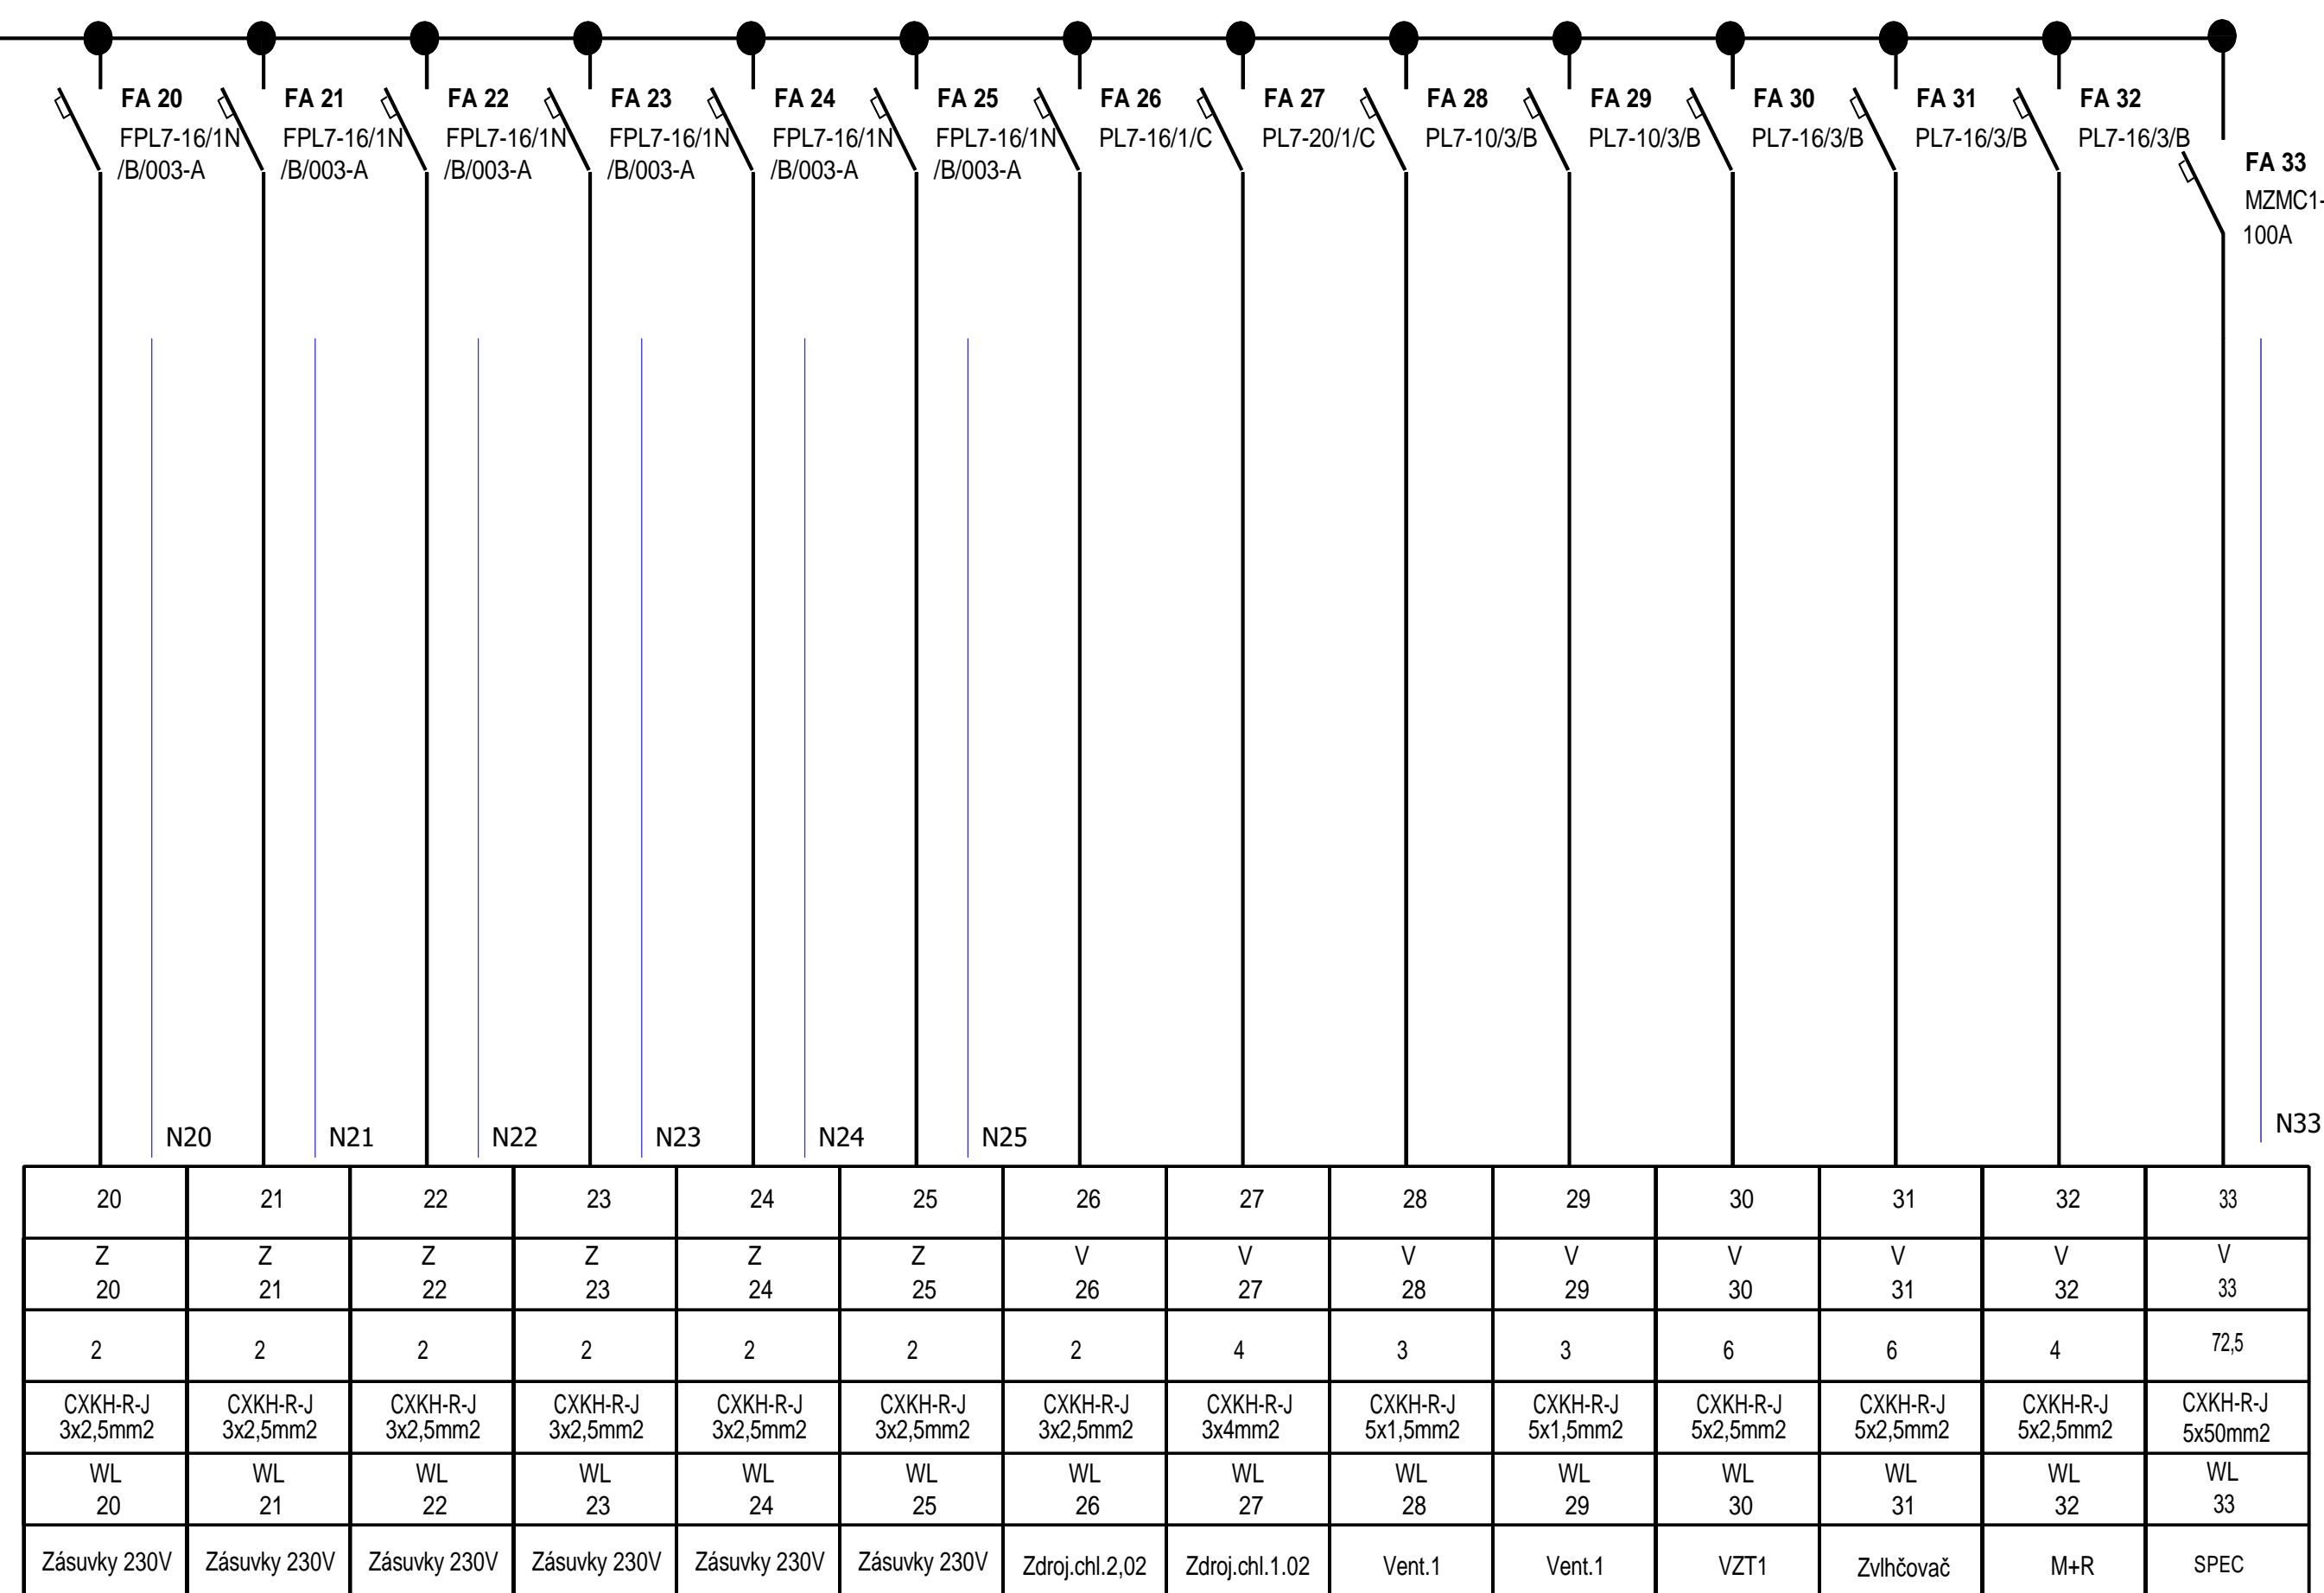 FA 20 FA 21 FA 22 FA 23 FA 24 FA 25 FA 26 FA 27 FA 28 FA 29 FA 30 FA 31 FA 32
FPL7-16/1N FPL7-16/1N FPL7-16/1N FPL7-16/1N FPL7-16/1N FPL7-16/1N PL7-16/1/C PL7-20/1/C PL7-10/3/B PL7-10/3/B PL7-16/3/B PL7-16/3/B PL7-16/3/B
/B/003-A /B/003-A /B/003-A /B/003-A /B/003-A /B/003-A
FA 33
MZMC1-
100A
N20 N21 N22 N23 N24 N25 N33
20 21 22 23 24 25 26 27 28 29 30 31 32 33
Z Z Z Z Z Z V V V V V V V V
20 21 22 23 24 25 26 27 28 29 30 31 32 33
2 2 2 2 2 2 2 4 3 3 6 6 4 72,5
CXKH-R-J CXKH-R-J CXKH-R-J CXKH-R-J CXKH-R-J CXKH-R-J CXKH-R-J CXKH-R-J CXKH-R-J CXKH-R-J CXKH-R-J CXKH-R-J CXKH-R-J CXKH-R-J
3x2,5mm2 3x2,5mm2 3x2,5mm2 3x2,5mm2 3x2,5mm2 3x2,5mm2 3x2,5mm2 3x4mm2 5x1,5mm2 5x1,5mm2 5x2,5mm2 5x2,5mm2 5x2,5mm2 5x50mm2
WL WL WL WL WL WL WL WL WL WL WL WL WL WL
20 21 22 23 24 25 26 27 28 29 30 31 32 33
Zásuvky 230V Zásuvky 230V Zásuvky 230V Zásuvky 230V Zásuvky 230V Zásuvky 230V Zdroj.chl.2,02 Zdroj.chl.1.02 Vent.1 Vent.1 VZT1 Zvlhčovač M+R SPEC